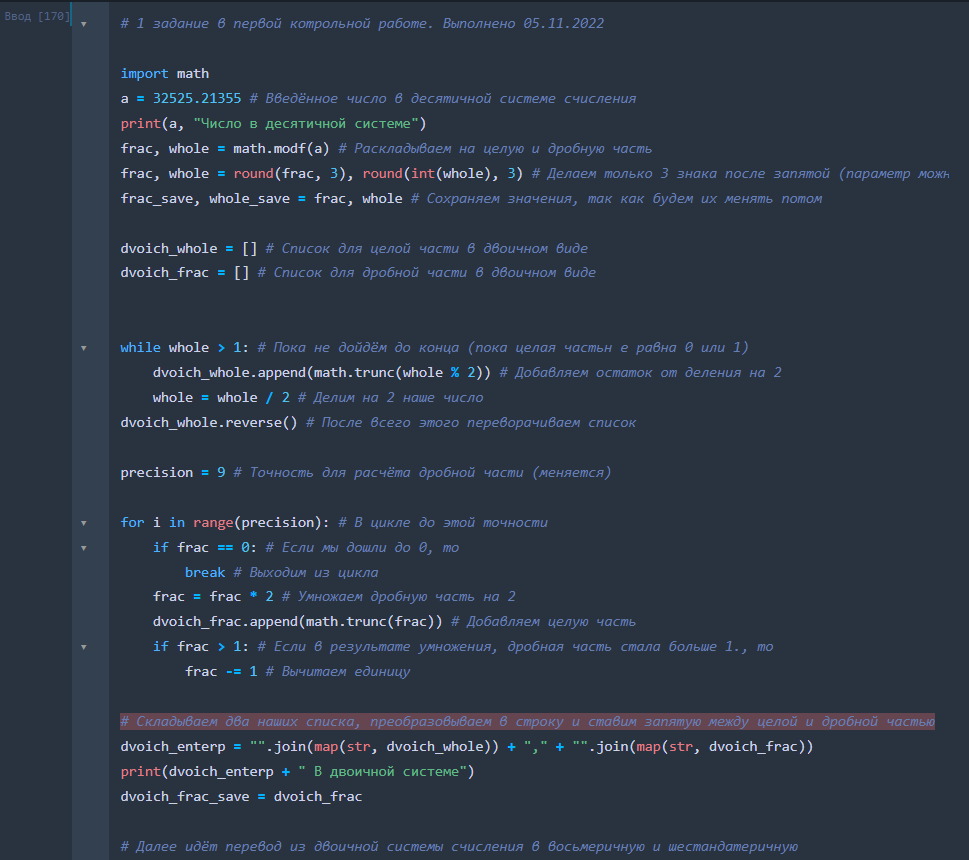 Ввод [170]
# 1 задание в первой котрольной работе. Выполнено 05.11.2022
import math
a = 32525.21355 # Введённое число в десятичной системе счисления
print(a, "Число в десятичной системе")
frac, whole = math.modf(a) # Раскладываем на целую и дробную часть
frac, whole = round(frac, 3), round(int(whole), 3) # Делаем только 3 знака после запятой (параметр можн
frac_save, whole_save = frac, whole # Сохраняем значения, так как будем их менять потом
dvoich_whole = [] # Список для целой части в двоичном виде
dvoich_frac = [] # Список для дробной части в двоичном виде
while whole > 1: # Пока не дойдём до конца (пока целая частьн е равна 0 или 1)
    dvoich_whole.append(math.trunc(whole % 2)) # Добавляем остаток от деления на 2
    whole = whole / 2 # Делим на 2 наше число
dvoich_whole.reverse() # После всего этого переворачиваем список
precision = 9 # Точность для расчёта дробной части (меняется)
for i in range(precision): # В цикле до этой точности
    if frac == 0: # Если мы дошли до 0, то
        break # Выходим из цикла
    frac = frac * 2 # Умножаем дробную часть на 2
    dvoich_frac.append(math.trunc(frac)) # Добавляем целую часть
    if frac > 1: # Если в результате умножения, дробная часть стала больше 1., то
        frac -= 1 # Вычитаем единицу
# Складываем два наших списка, преобразовываем в строку и ставим запятую между целой и дробной частью
dvoich_enterp = "".join(map(str, dvoich_whole)) + "," + "".join(map(str, dvoich_frac))
print(dvoich_enterp + " В двоичной системе")
dvoich_frac_save = dvoich_frac
# Далее идёт перевод из двоичной системы счисления в восьмеричную и шестандатеричную